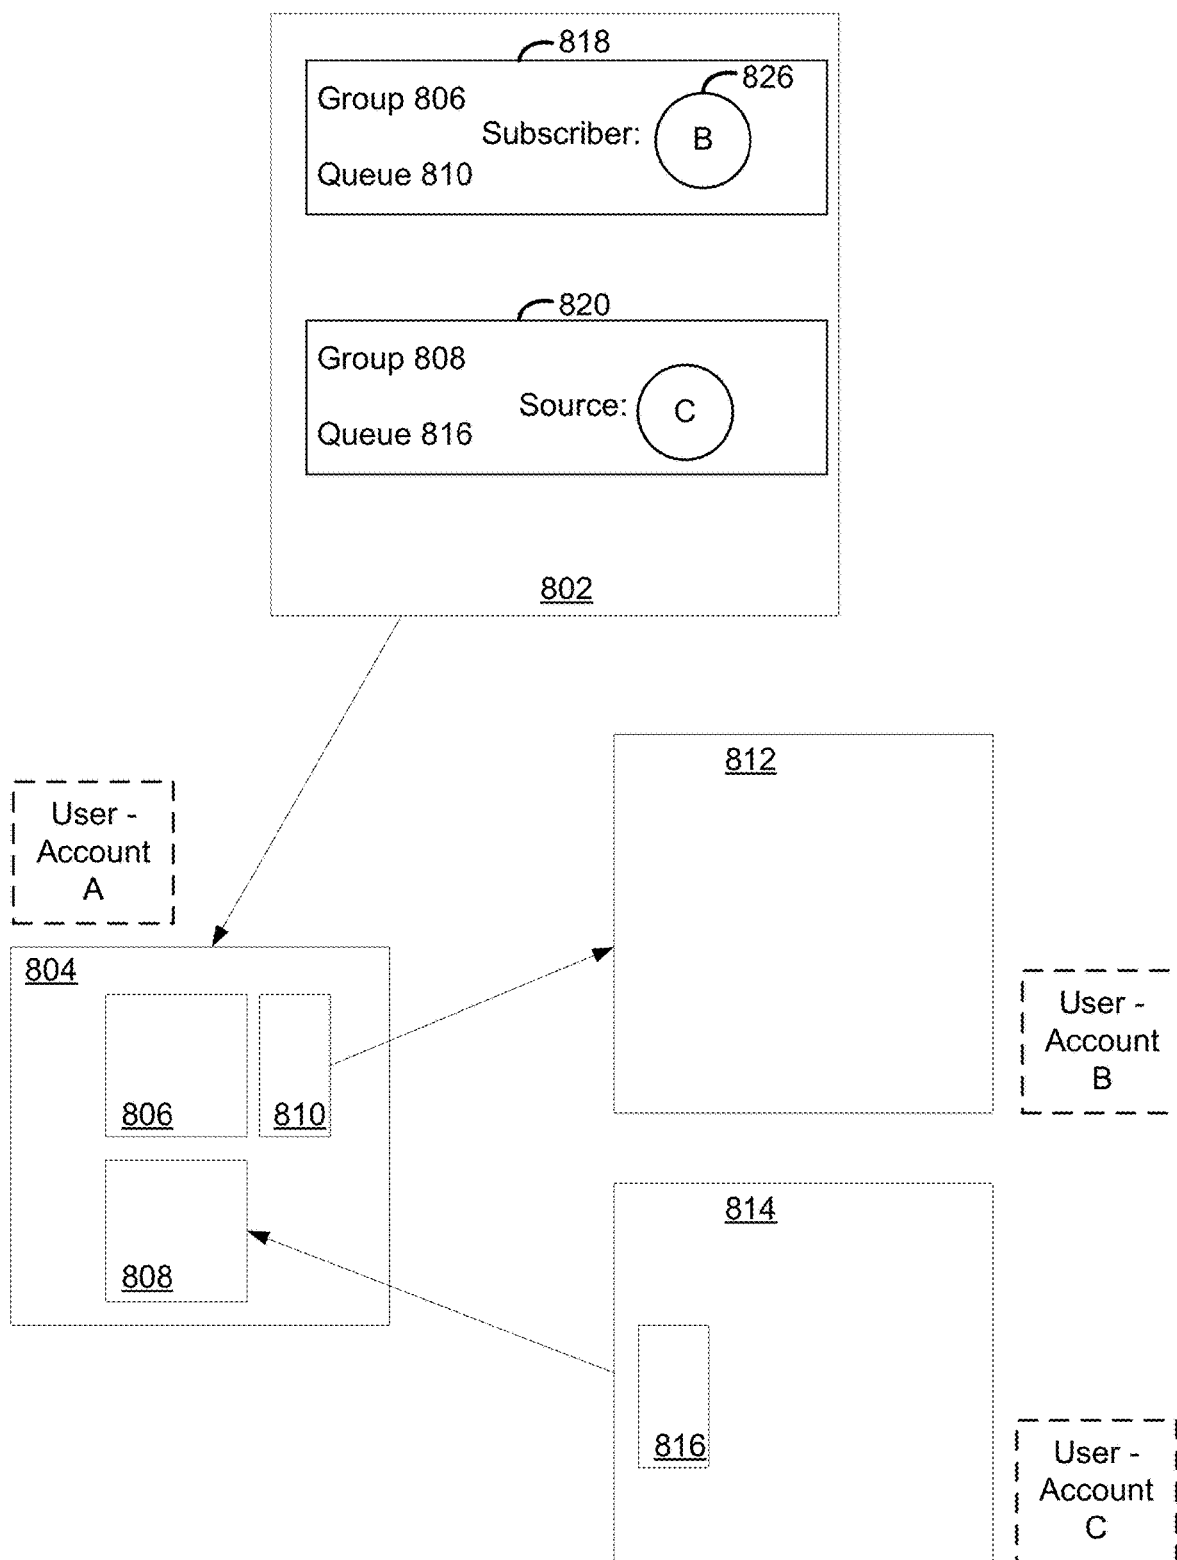 818
826
Group 806
Subscriber:
B
Queue 810
820
Group 808
Source:
C
Queue 816
802
812
User -
Account
A
804
User -
Account
B
806
810
814
808
816
User -
Account
C